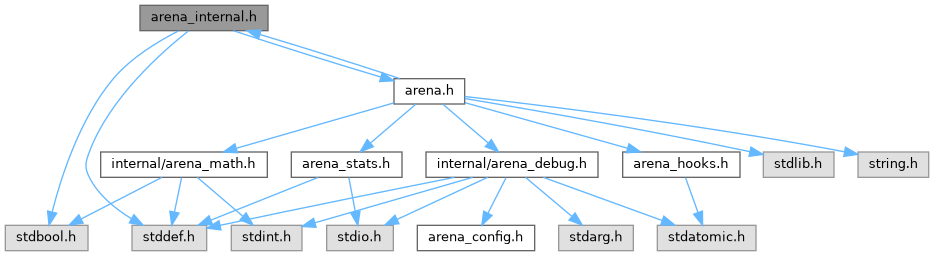 arena_internal.h
arena.h
internal/arena_math.h
arena_stats.h
internal/arena_debug.h
arena_hooks.h
stdlib.h
string.h
stdbool.h
stddef.h
stdint.h
stdio.h
arena_config.h
stdarg.h
stdatomic.h